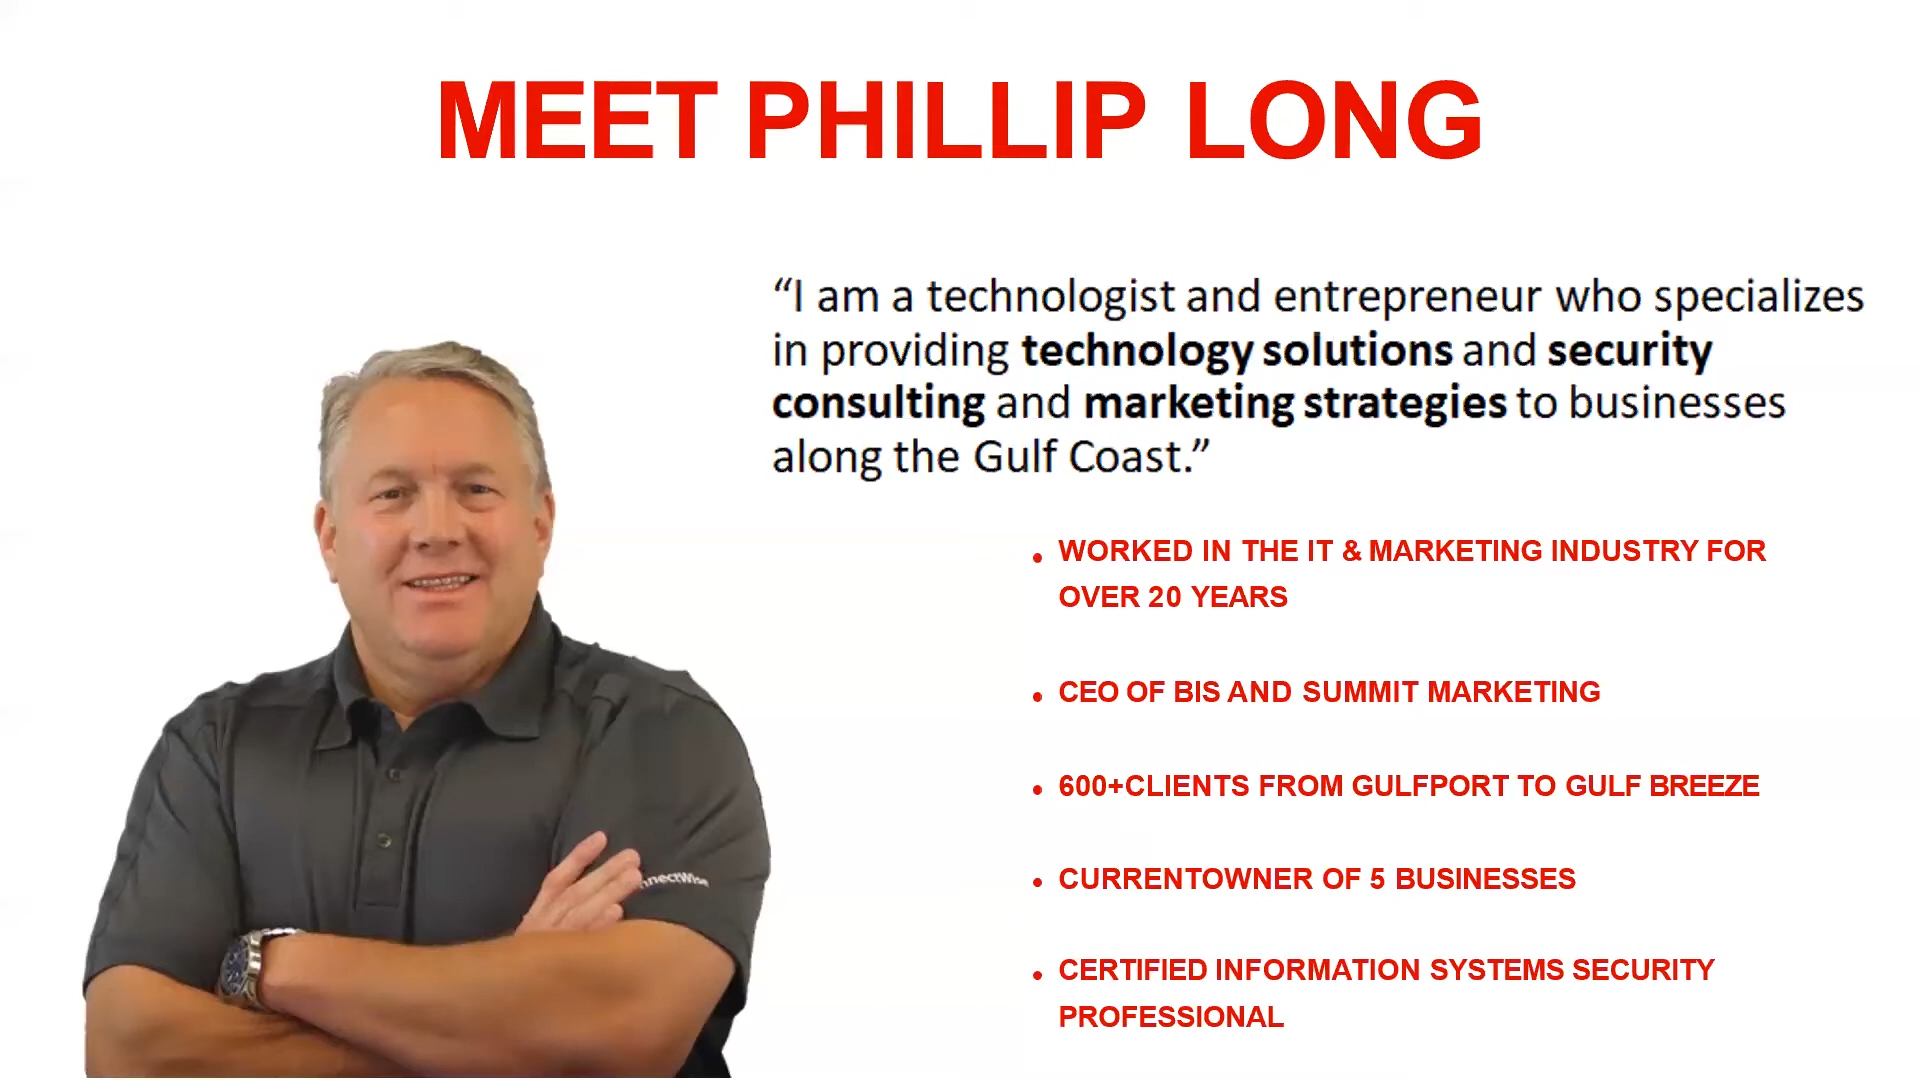 MEET PHILLIP LONG
“I am a technologist and entrepreneur who specializes
in providing technology solutions and security
consulting and marketing strategies to businesses
along the Gulf Coast.”
• WORKED IN THE IT & MARKETING INDUSTRY FOR
OVER 20 YEARS
• CEO OF BIS AND SUMMIT MARKETING
• 600+CLIENTS FROM GULFPORT TO GULF BREEZE
• CURRENTOWNER OF 5 BUSINESSES
• CERTIFIED INFORMATION SYSTEMS SECURITY
PROFESSIONAL